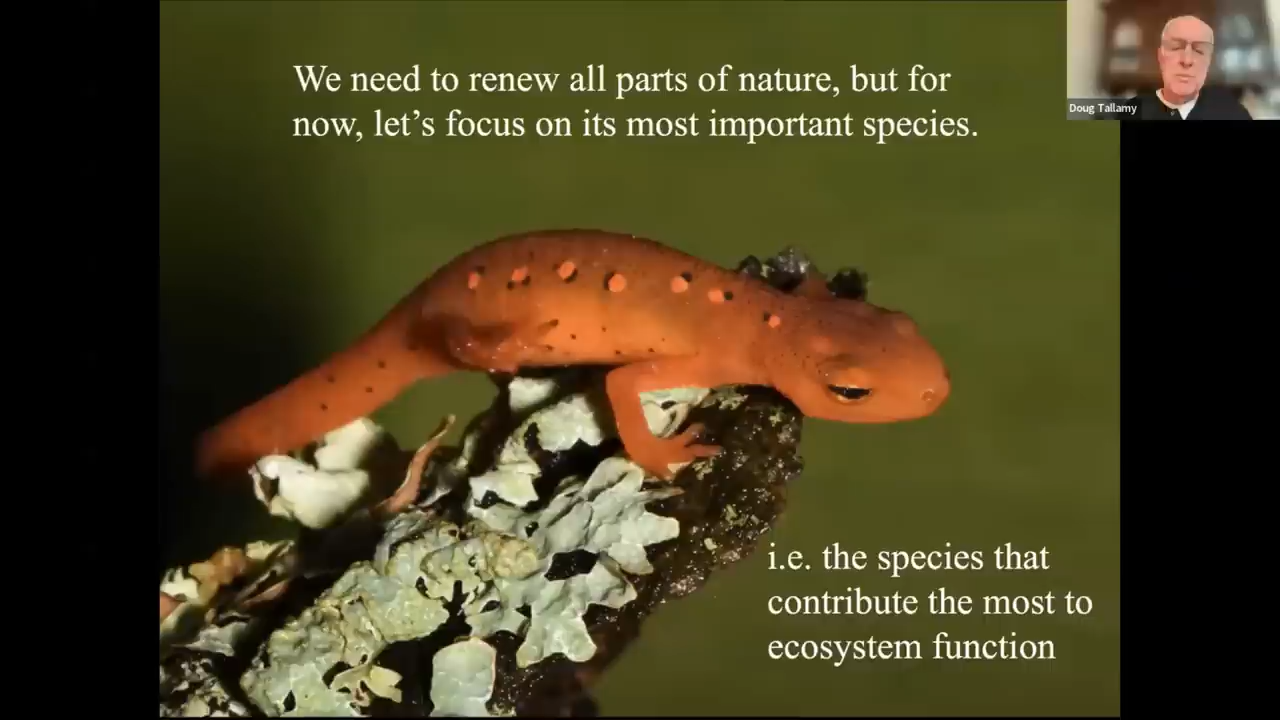 We need to renew all parts of nature, but for
now, let’s focus on its most important species.
Doug Tallamy
i.e. the species that
contribute the most to
ecosystem function